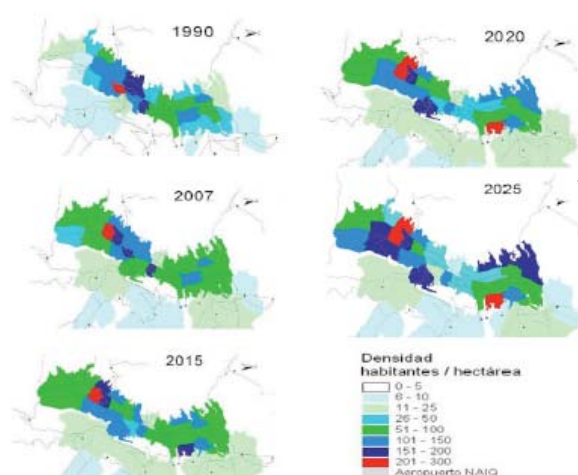 1990
2020
2007
2025
2015
Densidad
habitantes / hectárea
0 - 5
6 - 10
11 - 25
26 - 50
51 - 100
101 - 150
151 - 200
201 - 300
Aeropuerto NAIQ